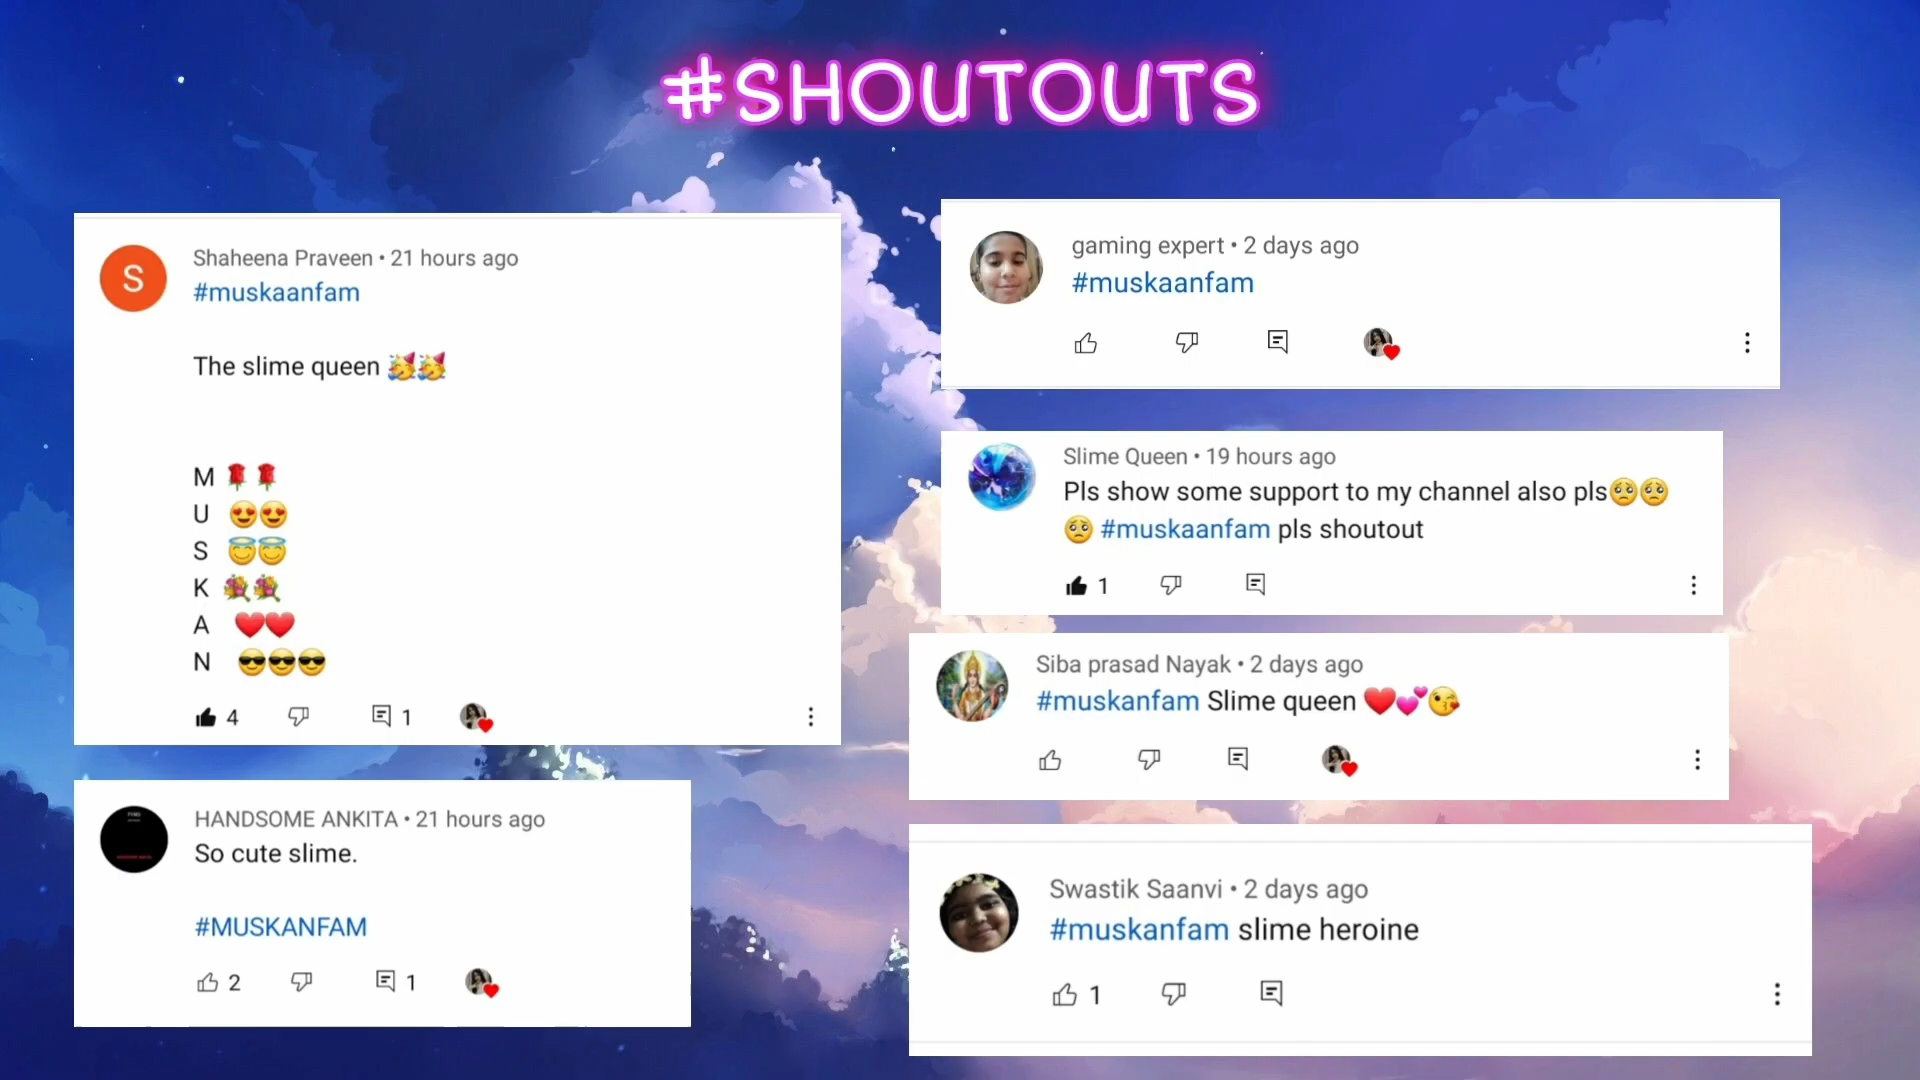 #SHOUTOUTS
S
Shaheena Praveen • 21 hours ago
#muskaanfam
The slime queen 🥳🥳
M 🌹🌹
U 😍😍
S 😇😇
K 💐💐
A ❤️❤️
N 😎😎😎
4 1
HANDSOME ANKITA • 21 hours ago
So cute slime.
#MUSKANFAM
2 1
gaming expert • 2 days ago
#muskaanfam
Slime Queen • 19 hours ago
Pls show some support to my channel also pls🥺🥺
🥺 #muskaanfam pls shoutout
1
Siba prasad Nayak • 2 days ago
#muskanfam Slime queen ❤️💕😘
Swastik Saanvi • 2 days ago
#muskanfam slime heroine
1